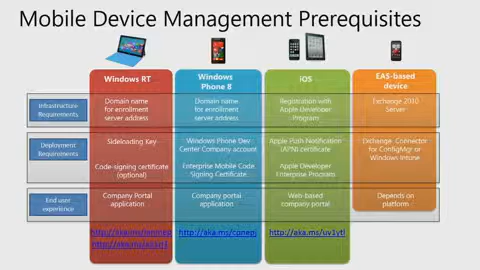 Mobile Device Management Prerequisites
Windows RT
Windows
Phone 8
iOS
EAS-based
device
Infrastructure
Requirements
Domain name
for enrollment
server address
Domain name
for enrollment
server address
Registration with
Apple Developer
Program
Exchange 2010
Server
Deployment
Requirements
Sideloading Key
Code-signing certificate
(optional)
Windows Phone Dev
Center Company account
Enterprise Mobile Code
Signing Certificate
Apple Push Notification
(APN) certificate
Apple Developer
Enterprise Program
Exchange Connector
for ConfigMgr or
Windows Intune
End user
experience
Company Portal
application
Company portal
application
Web-based
company portal
Depends on
platform
http://aka.ms/uv1ytl